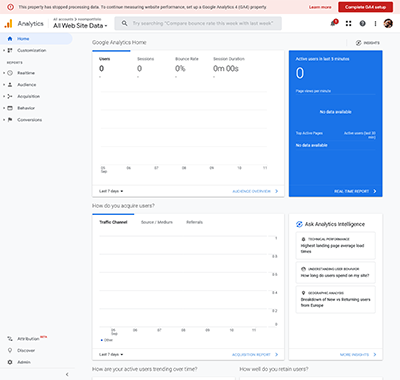 This property has stopped processing data. To continue measuring website performance, set up a Google Analytics 4 (GA4) property.
Learn more
Complete GA4 setup
Analytics
All accounts >
All Web Site Data
Try searching "Compare bounce rate this week with last week"
Home
Customization
REPORTS
Realtime
Audience
Acquisition
Behavior
Conversions
Attribution BETA
Discover
Admin
Google Analytics Home
INSIGHTS
Users
0
-
Sessions
0
-
Bounce Rate
0%
-
Session Duration
0m 00s
-
05
Sep
06
07
08
09
10
11
Last 7 days
AUDIENCE OVERVIEW
Active users in last 5 minutes
0
Page views per minute
No data available
Top Active Pages
Active users (last 30 min)
No data available
REAL-TIME REPORT
How do you acquire users?
Traffic Channel
Source / Medium
Referrals
1
0.8
0.6
0.4
0.2
05
Sep
06
07
08
09
10
11
Other
Last 7 days
ACQUISITION REPORT
Ask Analytics Intelligence
TECHNICAL PERFORMANCE
Highest landing page average load
times
UNDERSTANDING USER BEHAVIOR
How long do users spend on my site?
GEOGRAPHIC ANALYSIS
Breakdown of New vs Returning users
from Europe
MORE INSIGHTS
How are your active users trending over time?
How well do you retain users?